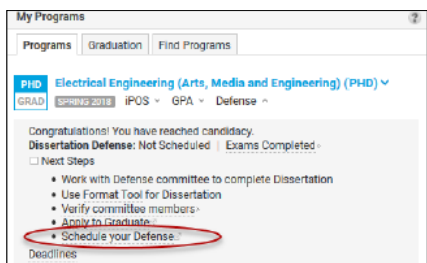 My Programs
Programs Graduation Find Programs
PHD Electrical Engineering (Arts, Media and Engineering) (PHD)
GRAD SPRING 2018 iPOS GPA Defense
Congratulations! You have reached candidacy.
Dissertation Defense: Not Scheduled | Exams Completed
Next Steps
• Work with Defense committee to complete Dissertation
• Use Format Tool for Dissertation
• Verify committee members
• Apply to Graduate
• Schedule your Defense
Deadlines